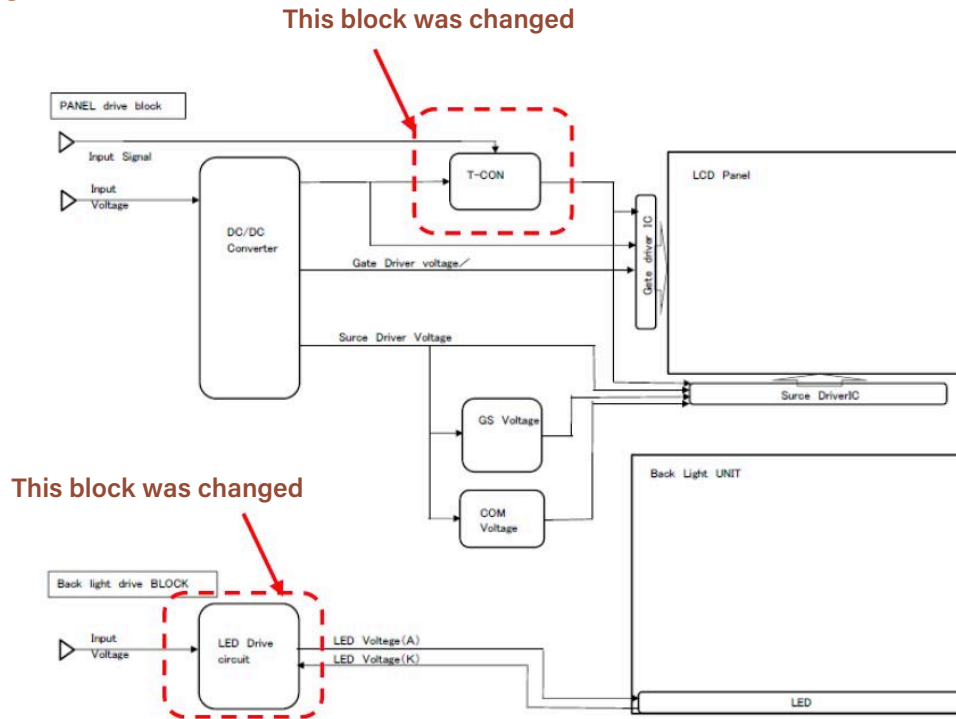 This block was changed
PANEL drive block
Input Signal
Input
Voltage
DC/DC
Converter
T-CON
LCD Panel
Gate driver IC
Gate Driver voltage／
Surce Driver Voltage
Surce DriverIC
GS Voltage
COM
Voltage
Back Light UNIT
This block was changed
Back light drive BLOCK
Input
Voltage
LED Drive
circuit
LED Voltege(A)
LED Voltage(K)
LED